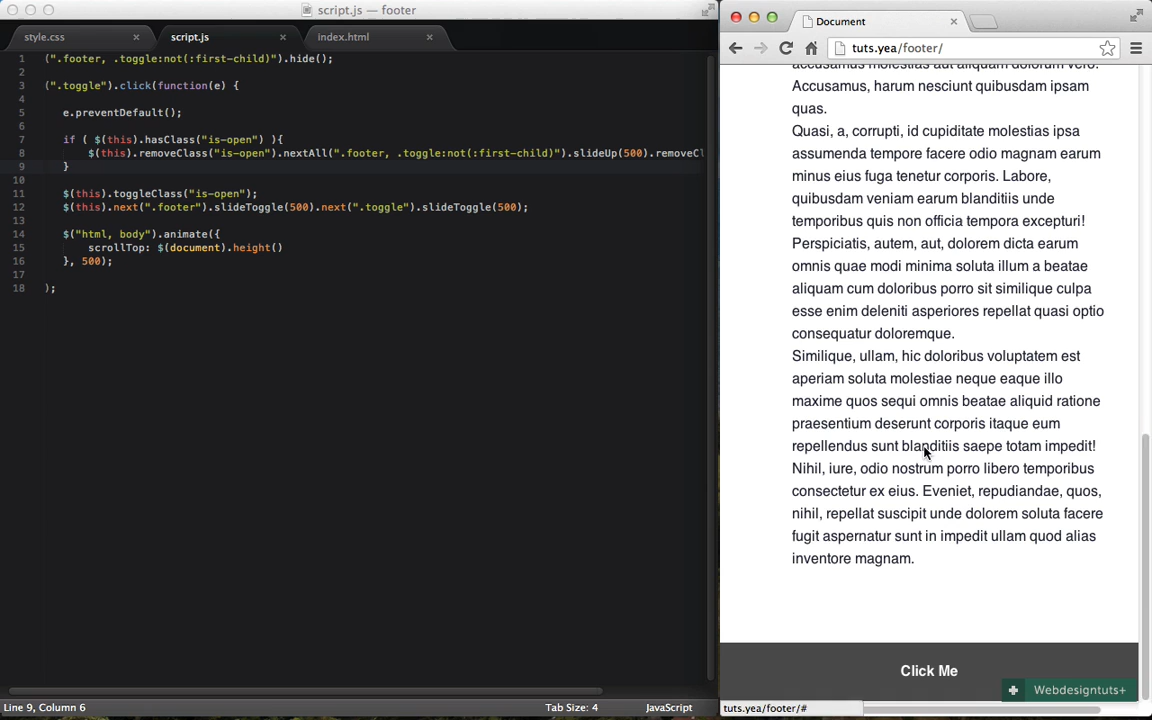 script.js — footer
style.css
script.js
index.html
1 (".footer, .toggle:not(:first-child)").hide();
2
3 (".toggle").click(function(e) {
4
5 e.preventDefault();
6
7 if ( $(this).hasClass("is-open") ){
8 $(this).removeClass("is-open").nextAll(".footer, .toggle:not(:first-child)").slideUp(500).removeCl
9 }
10
11 $(this).toggleClass("is-open");
12 $(this).next(".footer").slideToggle(500).next(".toggle").slideToggle(500);
13
14 $("html, body").animate({
15 scrollTop: $(document).height()
16 }, 500);
17
18 );
Line 9, Column 6
Tab Size: 4
JavaScript
Document
tuts.yea/footer/
accusamus molestias aut aliquam dolorum vero.
Accusamus, harum nesciunt quibusdam ipsam
quas.
Quasi, a, corrupti, id cupiditate molestias ipsa
assumenda tempore facere odio magnam earum
minus eius fuga tenetur corporis. Labore,
quibusdam veniam earum blanditiis unde
temporibus quis non officia tempora excepturi!
Perspiciatis, autem, aut, dolorem dicta earum
omnis quae modi minima soluta illum a beatae
aliquam cum doloribus porro sit similique culpa
esse enim deleniti asperiores repellat quasi optio
consequatur doloremque.
Similique, ullam, hic doloribus voluptatem est
aperiam soluta molestiae neque eaque illo
maxime quos sequi omnis beatae aliquid ratione
praesentium deserunt corporis itaque eum
repellendus sunt blanditiis saepe totam impedit!
Nihil, iure, odio nostrum porro libero temporibus
consectetur ex eius. Eveniet, repudiandae, quos,
nihil, repellat suscipit unde dolorem soluta facere
fugit aspernatur sunt in impedit ullam quod alias
inventore magnam.
Click Me
Webdesigntuts+
tuts.yea/footer/#